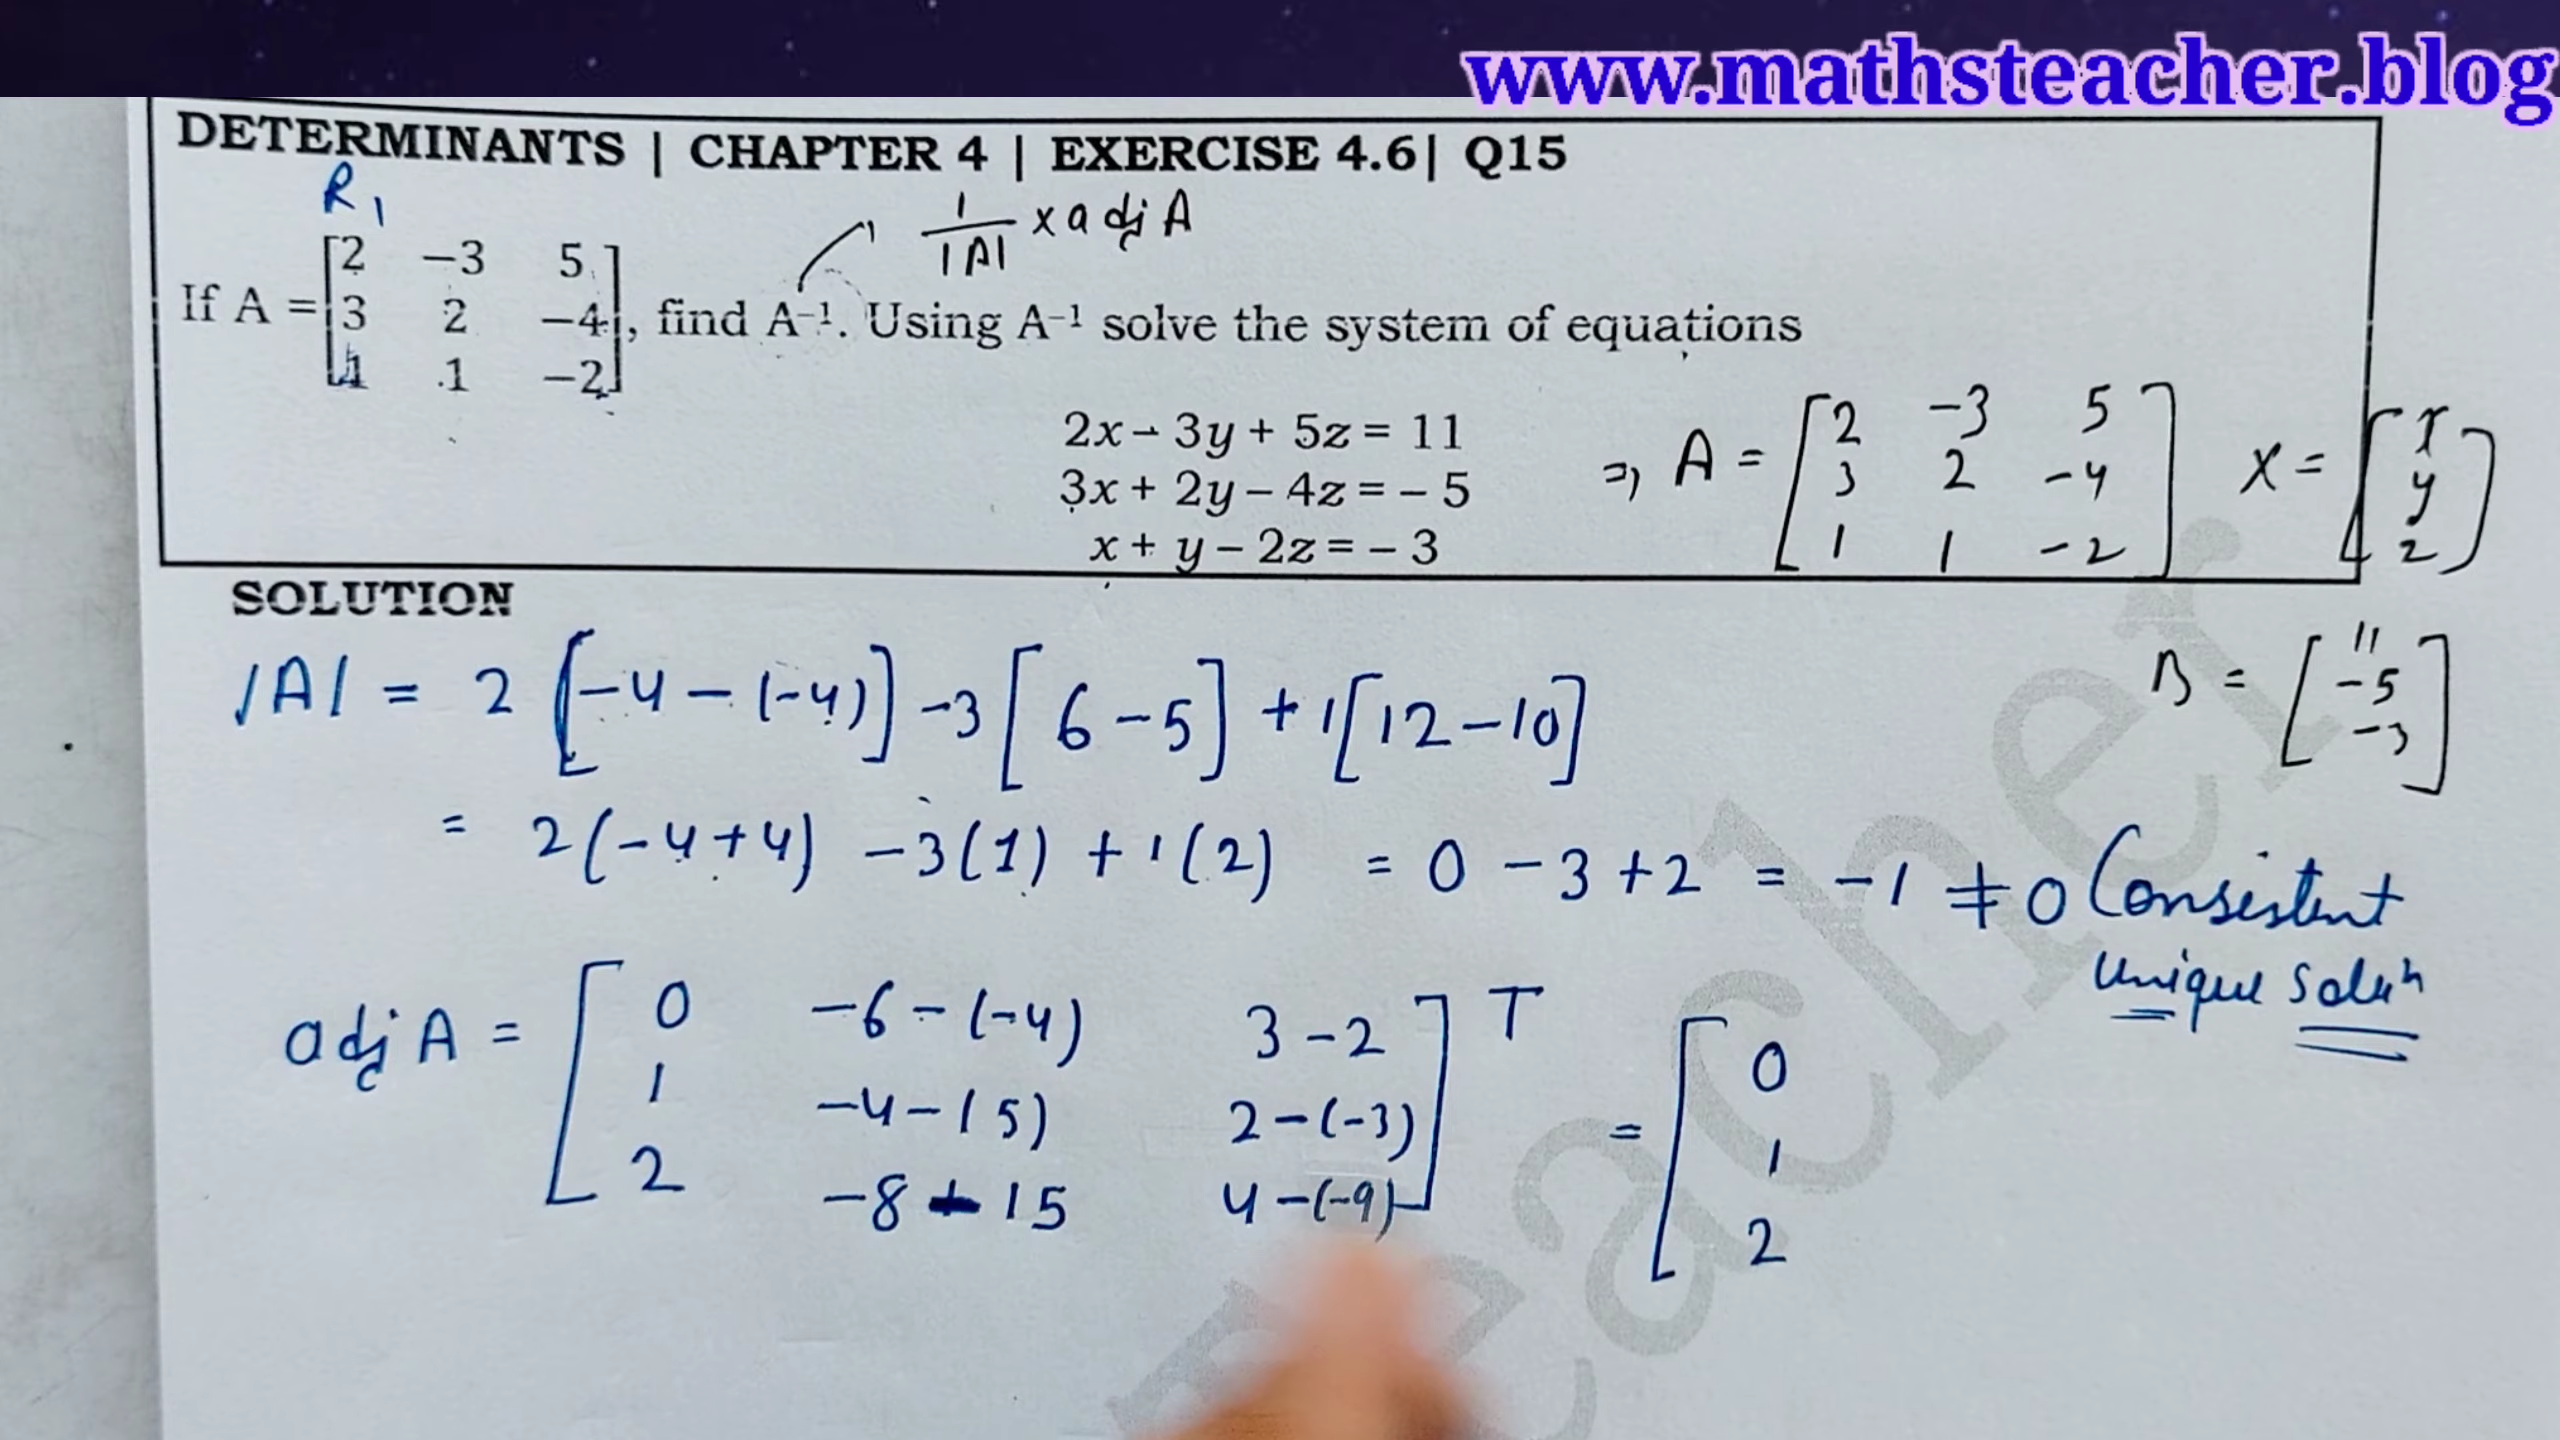 www.mathsteacher.blog
DETERMINANTS | CHAPTER 4 | EXERCISE 4.6| Q15
R1
1/|A| x adj A
If A = [2 −3 5
3 2 −4
1 1 −2], find A⁻¹. Using A⁻¹ solve the system of equations
2x − 3y + 5z = 11
3x + 2y − 4z = − 5
x + y − 2z = − 3
⇒ A = [2 -3 5
3 2 -4
1 1 -2] X = [x
y
z]
SOLUTION
B = [11
-5
-3]
|A| = 2 [-4 - (-4)] -3 [6 - 5] + 1[12 - 10]
= 2(-4+4) -3(1) + 1(2) = 0 - 3 + 2 = -1 ≠ 0 Consistent
unique soluh
adj A = [0 -6-(-4) 3-2
1 -4-(5) 2-(-3)
2 -8+15 4-(-9)] T = [0
1
2
eacher